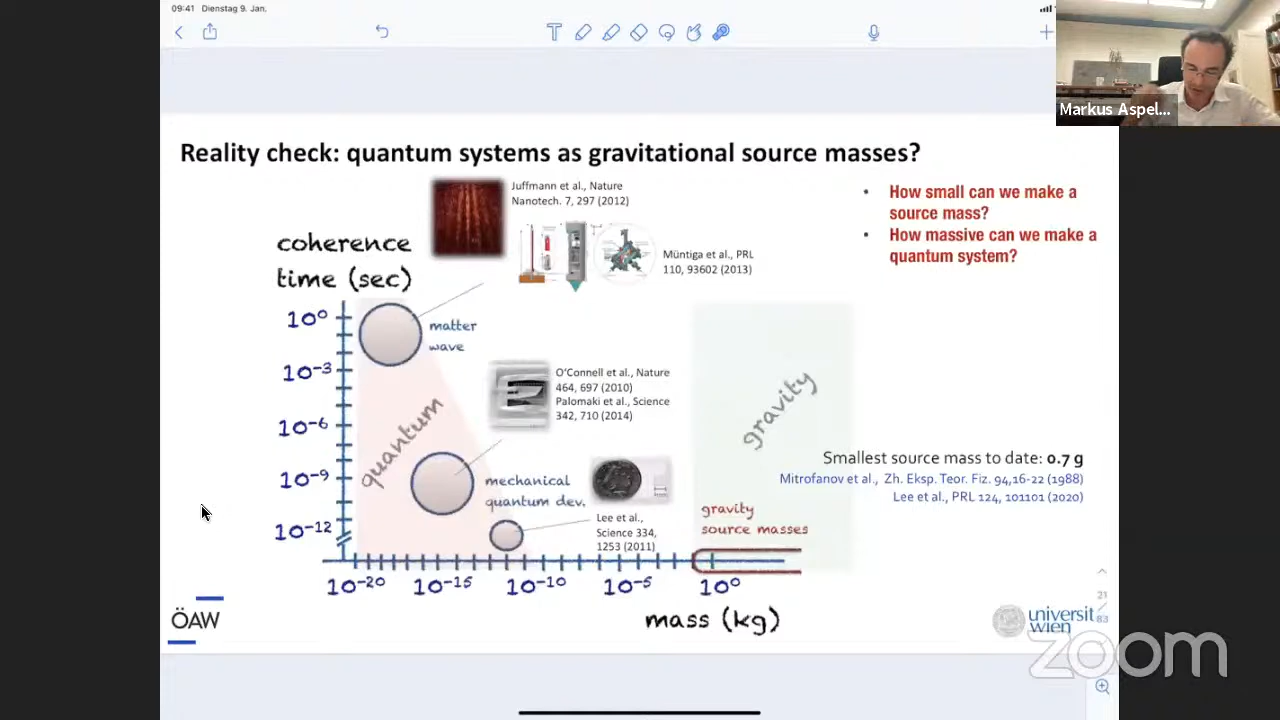 09:41 Dienstag 9. Jan.
Markus Aspel...
Reality check: quantum systems as gravitational source masses?
Juffmann et al., Nature
Nanotech. 7, 297 (2012)
• How small can we make a
source mass?
• How massive can we make a
quantum system?
coherence
time (sec)
Müntiga et al., PRL
110, 93602 (2013)
10⁰
10⁻³
10⁻⁶
10⁻⁹
10⁻¹²
matter
wave
quantum
O'Connell et al., Nature
464, 697 (2010)
Palomaki et al., Science
342, 710 (2014)
gravity
mechanical
quantum dev.
Lee et al.,
Science 334,
1253 (2011)
Smallest source mass to date: 0.7 g
Mitrofanov et al., Zh. Eksp. Teor. Fiz. 94,16-22 (1988)
Lee et al., PRL 124, 101101 (2020)
gravity
source masses
10⁻²⁰
10⁻¹⁵
10⁻¹⁰
10⁻⁵
10⁰
mass (kg)
ÖAW
universität
wien
21
/
83
zoom